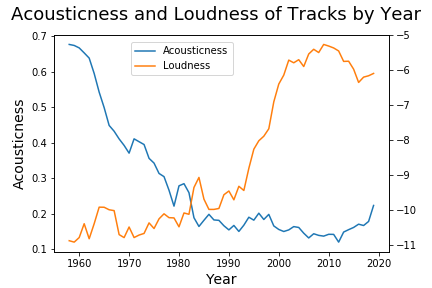 Acousticness and Loudness of Tracks by Year
Acousticness
Loudness
0.7
0.6
0.5
0.4
0.3
0.2
0.1
Acousticness
−5
−6
−7
−8
−9
−10
−11
1960 1970 1980 1990 2000 2010 2020
Year